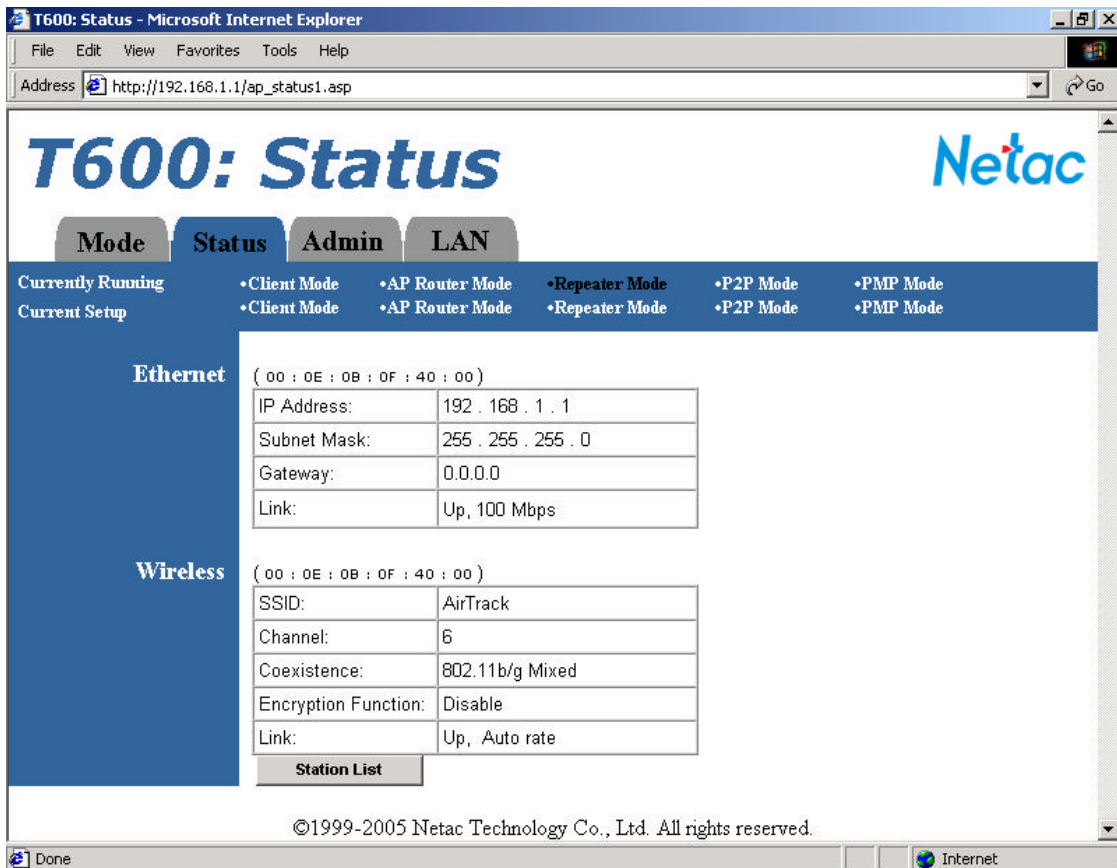 T600: Status - Microsoft Internet Explorer
File Edit View Favorites Tools Help
Address http://192.168.1.1/ap_status1.asp Go
T600: Status
Netac
Mode Status Admin LAN
Currently Running •Client Mode •AP Router Mode •Repeater Mode •P2P Mode •PMP Mode
Current Setup •Client Mode •AP Router Mode •Repeater Mode •P2P Mode •PMP Mode
Ethernet ( 00 : 0E : 0B : 0F : 40 : 00 )
IP Address: 192 . 168 . 1 . 1
Subnet Mask: 255 . 255 . 255 . 0
Gateway: 0.0.0.0
Link: Up, 100 Mbps
Wireless ( 00 : 0E : 0B : 0F : 40 : 00 )
SSID: AirTrack
Channel: 6
Coexistence: 802.11b/g Mixed
Encryption Function: Disable
Link: Up, Auto rate
Station List
©1999-2005 Netac Technology Co., Ltd. All rights reserved.
Done Internet